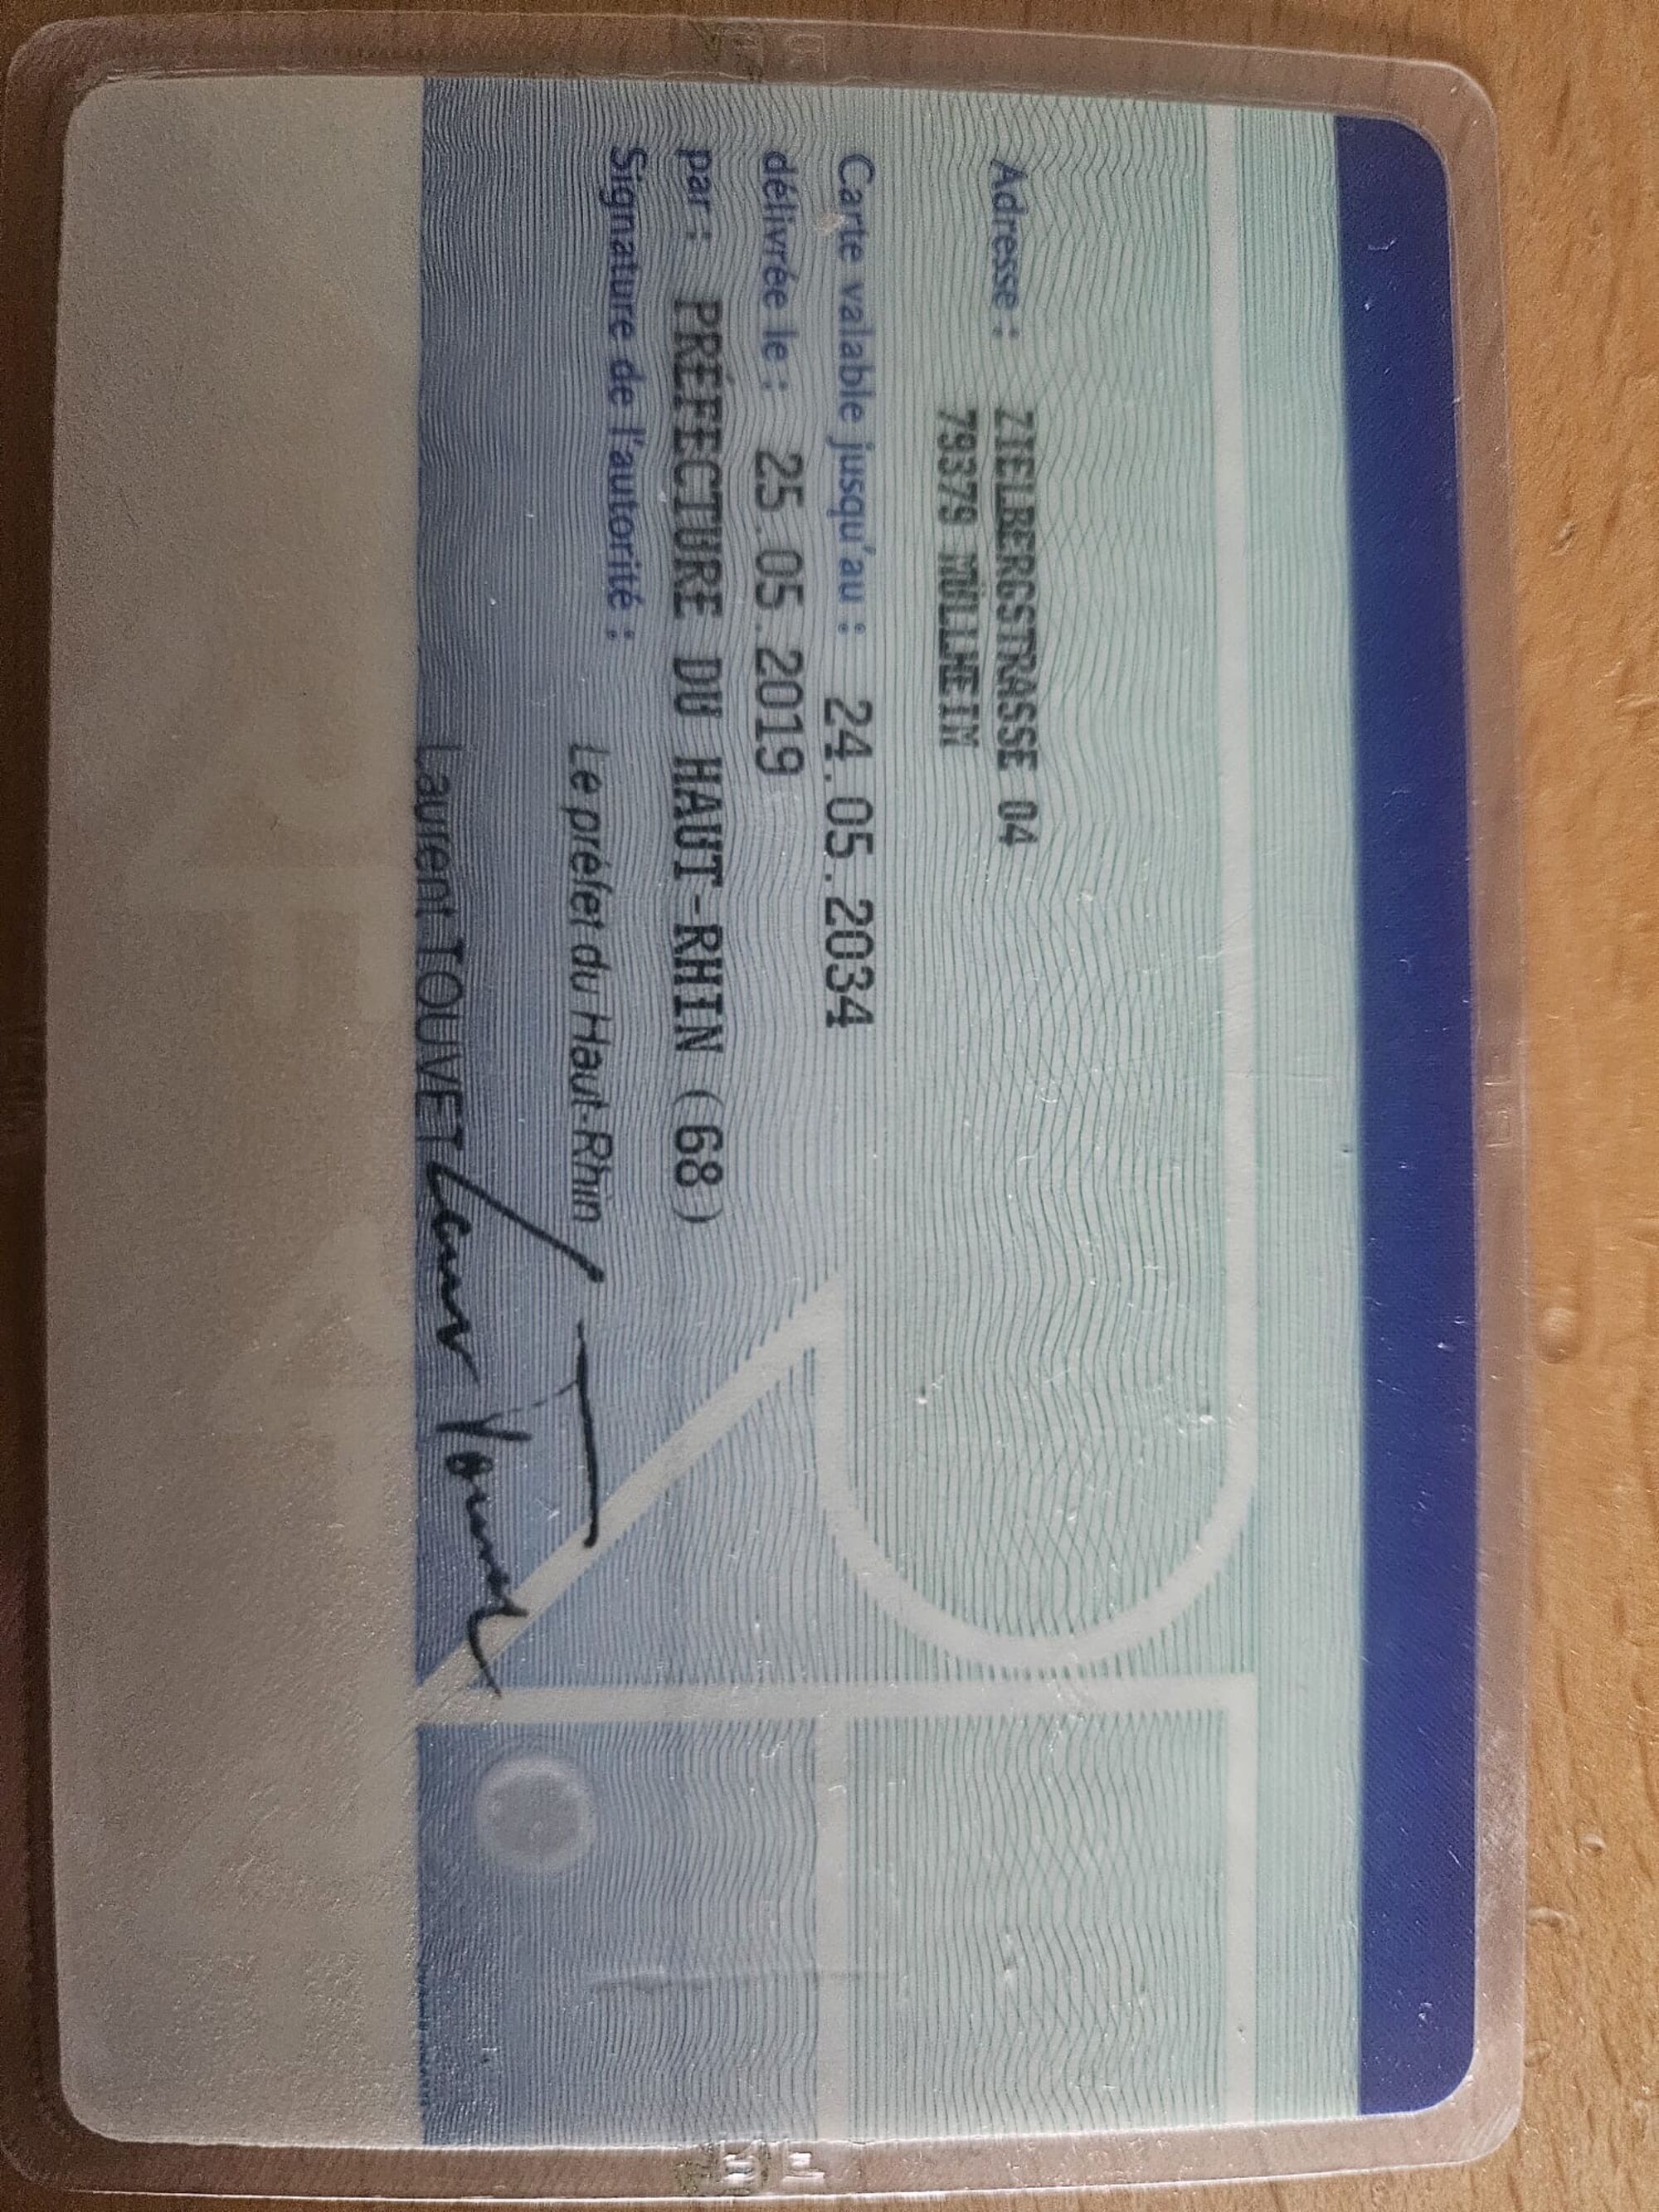 Adresse : ZIELBERGSTRASSE 04
79379 MÜLLHEIM
Carte valable jusqu'au : 24.05.2034
délivrée le : 25.05.2019
par : PRÉFECTURE DU HAUT-RHIN (68)
Signature de l'autorité :
Le préfet du Haut-Rhin
Laurent TOUVET